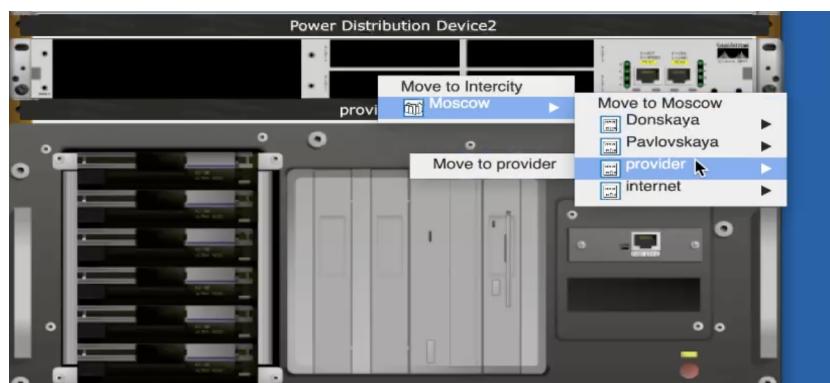 Power Distribution Device2
Move to Intercity
Moscow
provi
Move to Moscow
Donskaya
Pavlovskaya
provider
internet
Move to provider